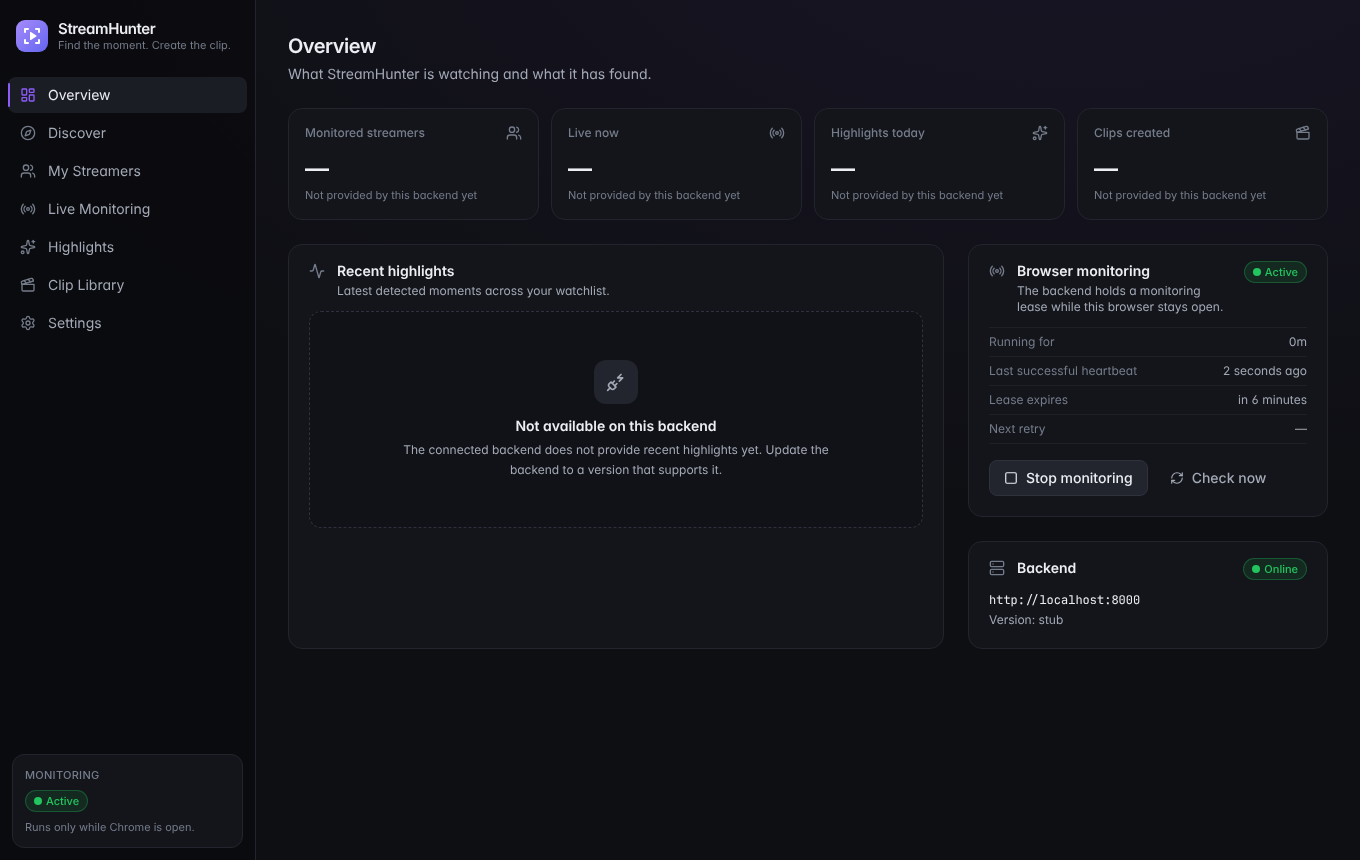 StreamHunter
Find the moment. Create the clip.
Overview
Discover
My Streamers
Live Monitoring
Highlights
Clip Library
Settings
MONITORING
Active
Runs only while Chrome is open.
Overview
What StreamHunter is watching and what it has found.
Monitored streamers
—
Not provided by this backend yet
Live now
—
Not provided by this backend yet
Highlights today
—
Not provided by this backend yet
Clips created
—
Not provided by this backend yet
Recent highlights
Latest detected moments across your watchlist.
Not available on this backend
The connected backend does not provide recent highlights yet. Update the
backend to a version that supports it.
Browser monitoring
Active
The backend holds a monitoring
lease while this browser stays open.
Running for 0m
Last successful heartbeat 2 seconds ago
Lease expires in 6 minutes
Next retry —
Stop monitoring
Check now
Backend
Online
http://localhost:8000
Version: stub